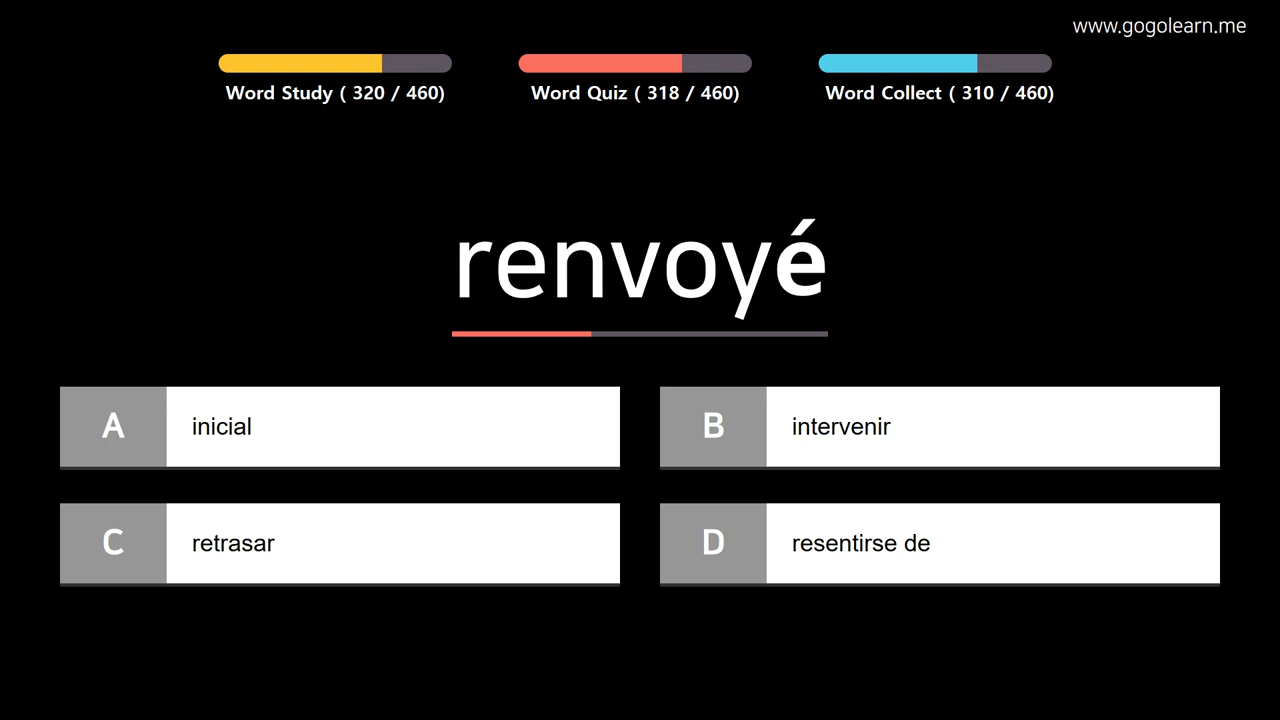 www.gogolearn.me
Word Study ( 320 / 460)
Word Quiz ( 318 / 460)
Word Collect ( 310 / 460)
renvoyé
A inicial
B intervenir
C retrasar
D resentirse de